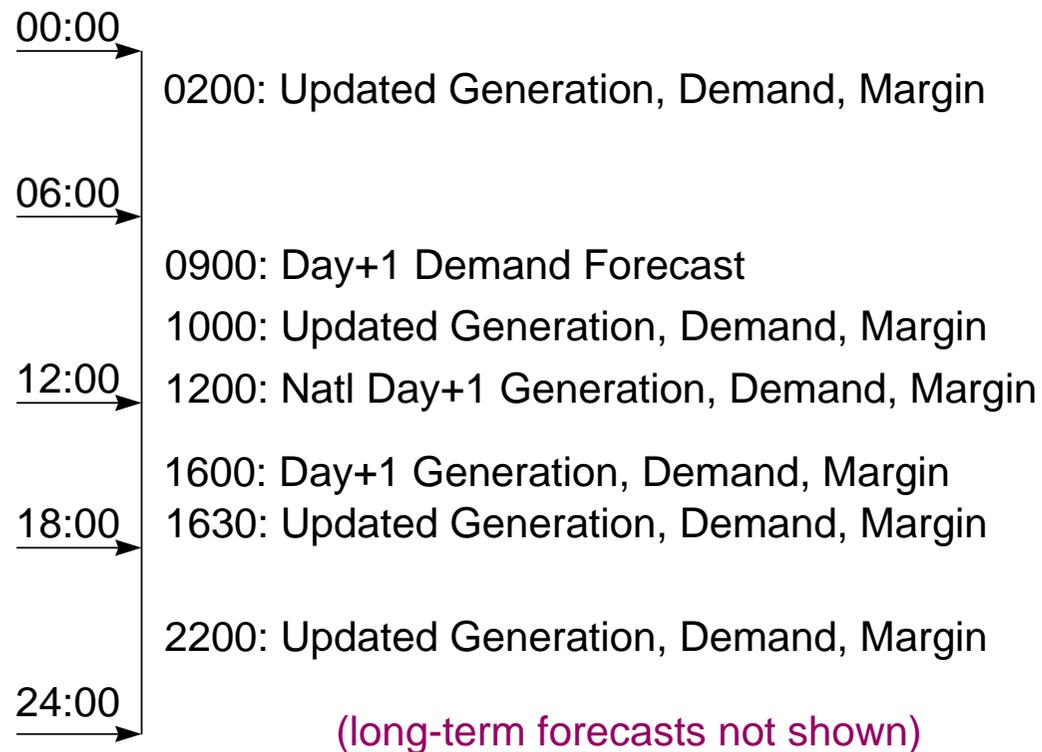 00:00
0200: Updated Generation, Demand, Margin
06:00
0900: Day+1 Demand Forecast
1000: Updated Generation, Demand, Margin
12:00
1200: Natl Day+1 Generation, Demand, Margin
1600: Day+1 Generation, Demand, Margin
18:00
1630: Updated Generation, Demand, Margin
2200: Updated Generation, Demand, Margin
24:00
(long-term forecasts not shown)